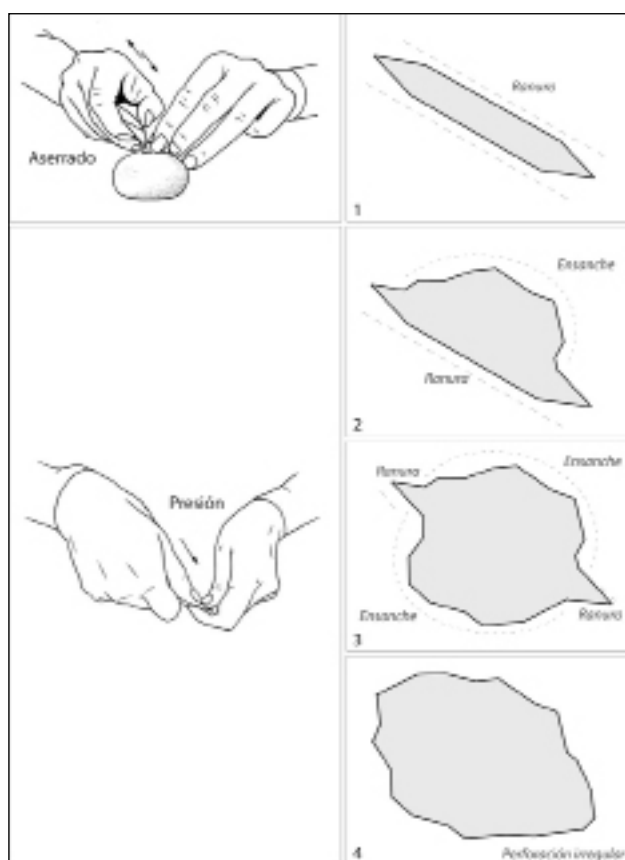 Aserrado
Ranura
1
Ensanche
Ranura
2
Presión
Ranura
Ensanche
Ensanche
Ranura
3
4
Perforación irregular